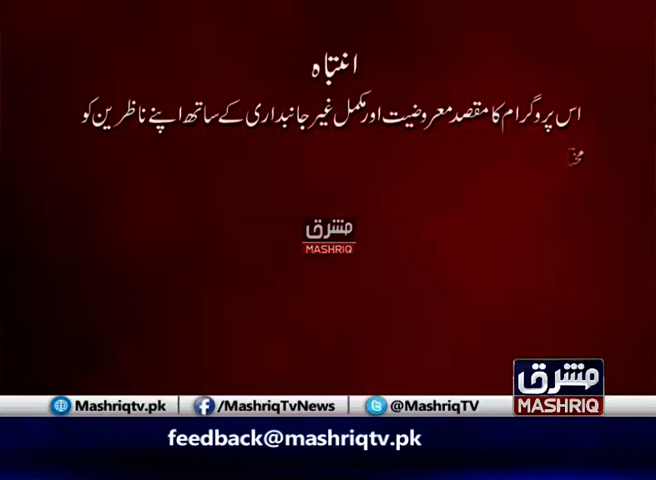 انتباہ
اس پروگرام کا مقصد معروضیت اور مکمل غیر جانبداری کے ساتھ اپنے ناظرین کو
مشرق
MASHRIQ
مشرق
MASHRIQ
Mashriqtv.pk
/MashriqTvNews
@MashriqTV
feedback@mashriqtv.pk